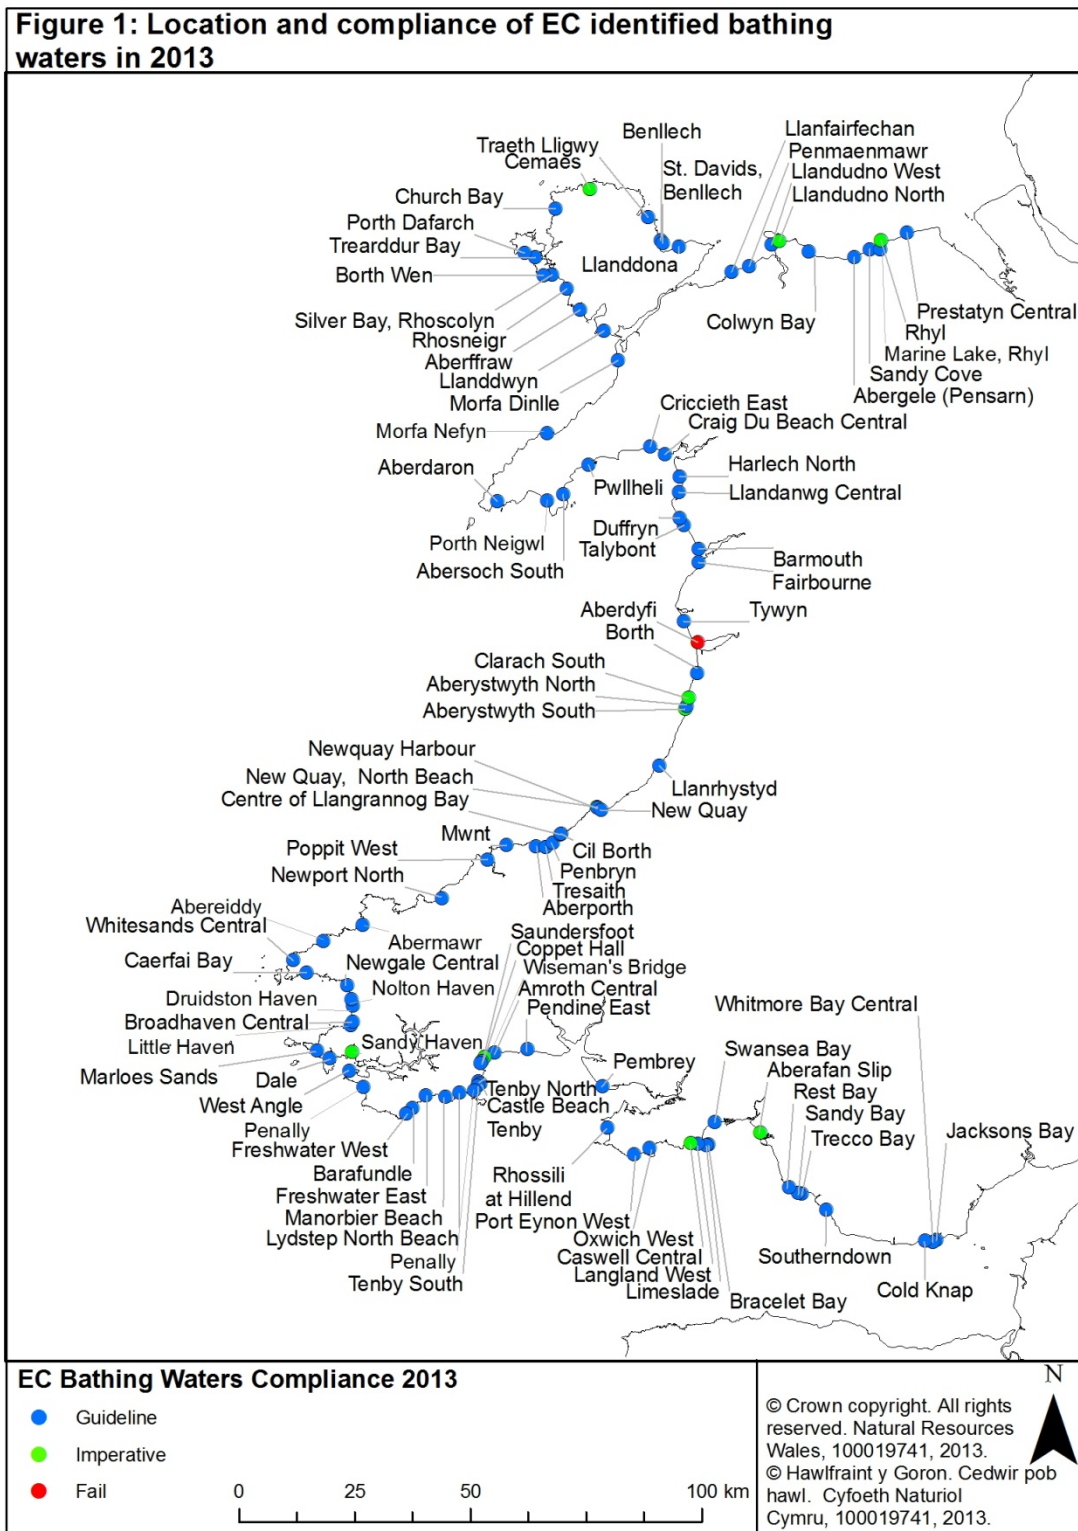 Figure 1: Location and compliance of EC identified bathing
waters in 2013
Benllech
Llanfairfechan
Traeth Lligwy
Penmaenmawr
Cemaes
St. Davids,
Benllech
Llandudno West
Llandudno North
Church Bay
Porth Dafarch
Trearddur Bay
Borth Wen
Llanddona
Silver Bay, Rhoscolyn
Rhosneigr
Aberffraw
Llanddwyn
Morfa Dinlle
Colwyn Bay
Prestatyn Central
Rhyl
Marine Lake, Rhyl
Sandy Cove
Abergele (Pensarn)
Criccieth East
Craig Du Beach Central
Morfa Nefyn
Aberdaron
Harlech North
Pwllheli
Llandanwg Central
Duffryn
Talybont
Porth Neigwl
Abersoch South
Barmouth
Fairbourne
Aberdyfi
Tywyn
Borth
Clarach South
Aberystwyth North
Aberystwyth South
Newquay Harbour
New Quay, North Beach
Centre of Llangrannog Bay
Llanrhystyd
New Quay
Mwnt
Cil Borth
Poppit West
Penbryn
Newport North
Tresaith
Aberporth
Abereiddy
Whitesands Central
Abermawr
Saundersfoot
Coppet Hall
Caerfai Bay
Newgale Central
Wiseman's Bridge
Nolton Haven
Amroth Central
Druidston Haven
Pendine East
Whitmore Bay Central
Broadhaven Central
Little Haven
Sandy Haven
Marloes Sands
Dale
Pembrey
Swansea Bay
Aberafan Slip
Rest Bay
Sandy Bay
Trecco Bay
Jacksons Bay
West Angle
Tenby North
Castle Beach
Tenby
Penally
Freshwater West
Barafundle
Freshwater East
Manorbier Beach
Lydstep North Beach
Penally
Tenby South
Rhossili
at Hillend
Port Eynon West
Oxwich West
Caswell Central
Langland West
Limeslade
Bracelet Bay
Southerndown
Cold Knap
EC Bathing Waters Compliance 2013
Guideline
Imperative
Fail
0 25 50 100 km
N
© Crown copyright. All rights
reserved. Natural Resources
Wales, 100019741, 2013.
© Hawlfraint y Goron. Cedwir pob
hawl. Cyfoeth Naturiol
Cymru, 100019741, 2013.